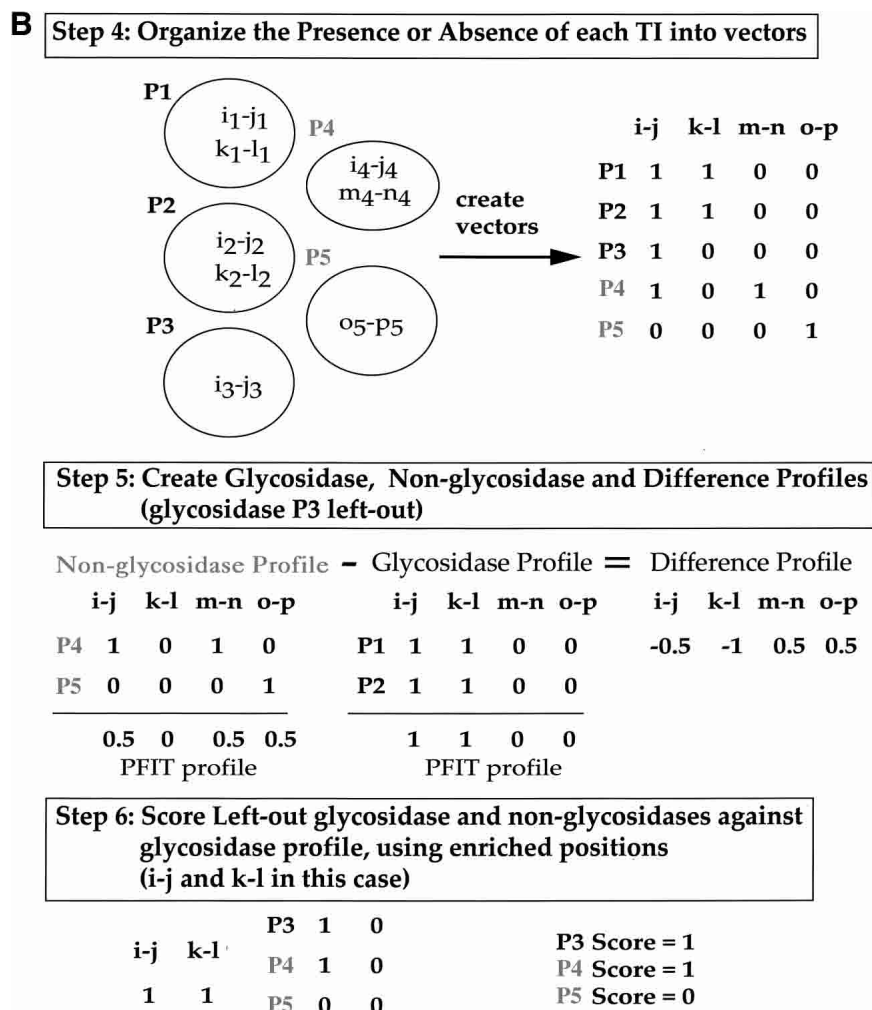 B
Step 4: Organize the Presence or Absence of each TI into vectors
P1
i1-j1
k1-l1
P4
i4-j4
m4-n4
P2
i2-j2
k2-l2
P5
o5-p5
P3
i3-j3
create
vectors
i-j k-l m-n o-p
P1 1 1 0 0
P2 1 1 0 0
P3 1 0 0 0
P4 1 0 1 0
P5 0 0 0 1
Step 5: Create Glycosidase, Non-glycosidase and Difference Profiles
(glycosidase P3 left-out)
Non-glycosidase Profile – Glycosidase Profile = Difference Profile
i-j k-l m-n o-p i-j k-l m-n o-p i-j k-l m-n o-p
P4 1 0 1 0 P1 1 1 0 0 -0.5 -1 0.5 0.5
P5 0 0 0 1 P2 1 1 0 0
0.5 0 0.5 0.5 1 1 0 0
PFIT profile PFIT profile
Step 6: Score Left-out glycosidase and non-glycosidases against
glycosidase profile, using enriched positions
(i-j and k-l in this case)
i-j k-l
1 1
P3 1 0
P4 1 0
P5 0 0
P3 Score = 1
P4 Score = 1
P5 Score = 0